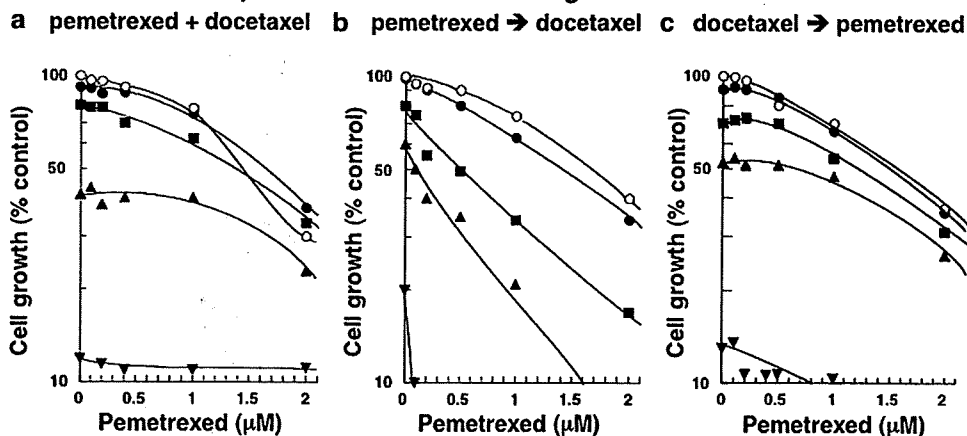 a pemetrexed + docetaxel
b pemetrexed ➔ docetaxel
c docetaxel ➔ pemetrexed
Cell growth (% control)
100
50
10
0 0.5 1 1.5 2
Pemetrexed (μM)
Cell growth (% control)
100
50
10
0 0.5 1 1.5 2
Pemetrexed (μM)
Cell growth (% control)
100
50
10
0 0.5 1 1.5 2
Pemetrexed (μM)